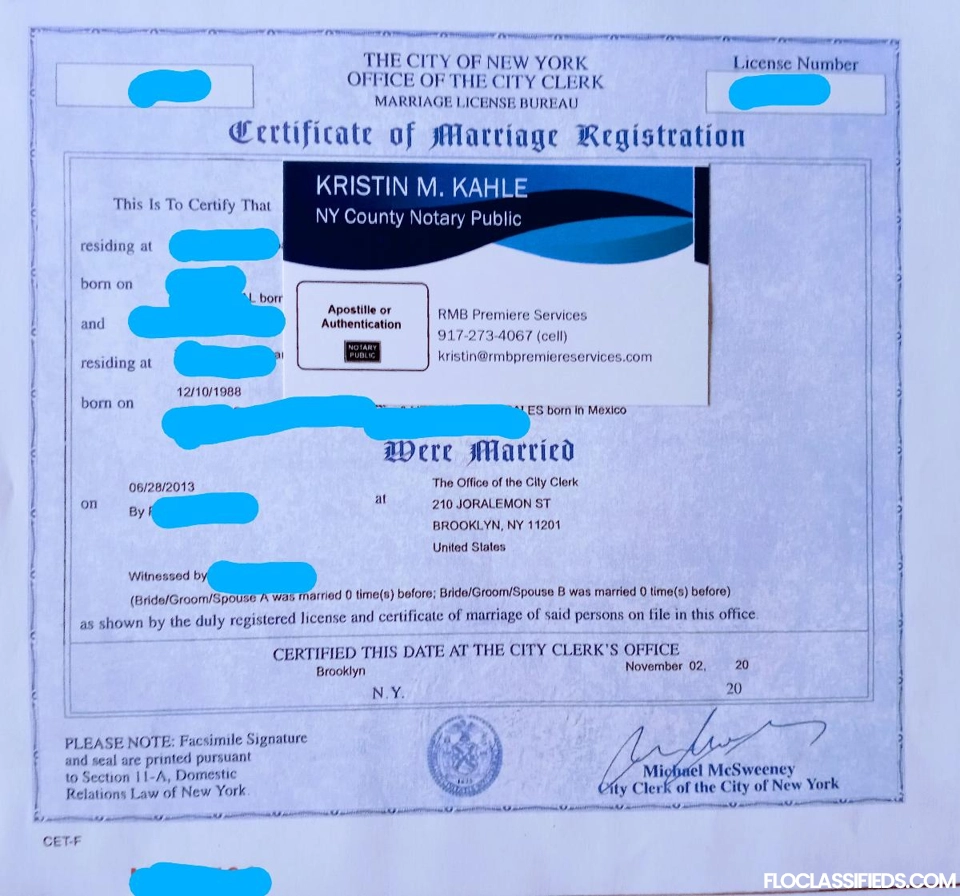 THE CITY OF NEW YORK
OFFICE OF THE CITY CLERK
MARRIAGE LICENSE BUREAU
License Number
Certificate of Marriage Registration
This Is To Certify That
KRISTIN M. KAHLE
NY County Notary Public
residing at
born on
born
and
Apostille or
Authentication
NOTARY
PUBLIC
RMB Premiere Services
917-273-4067 (cell)
kristin@rmbpremiereservices.com
residing at
12/10/1988
born on
ES born in Mexico
Were Married
06/28/2013
on
By
at
The Office of the City Clerk
210 JORALEMON ST
BROOKLYN, NY 11201
United States
Witnessed by
(Bride/Groom/Spouse A was married 0 time(s) before; Bride/Groom/Spouse B was married 0 time(s) before)
as shown by the duly registered license and certificate of marriage of said persons on file in this office.
CERTIFIED THIS DATE AT THE CITY CLERK'S OFFICE
Brooklyn November 02, 20
N.Y. 20
PLEASE NOTE: Facsimile Signature
and seal are printed pursuant
to Section 11-A, Domestic
Relations Law of New York.
Michael McSweeney
City Clerk of the City of New York
CET-F
FLOCLASSIFIEDS.COM